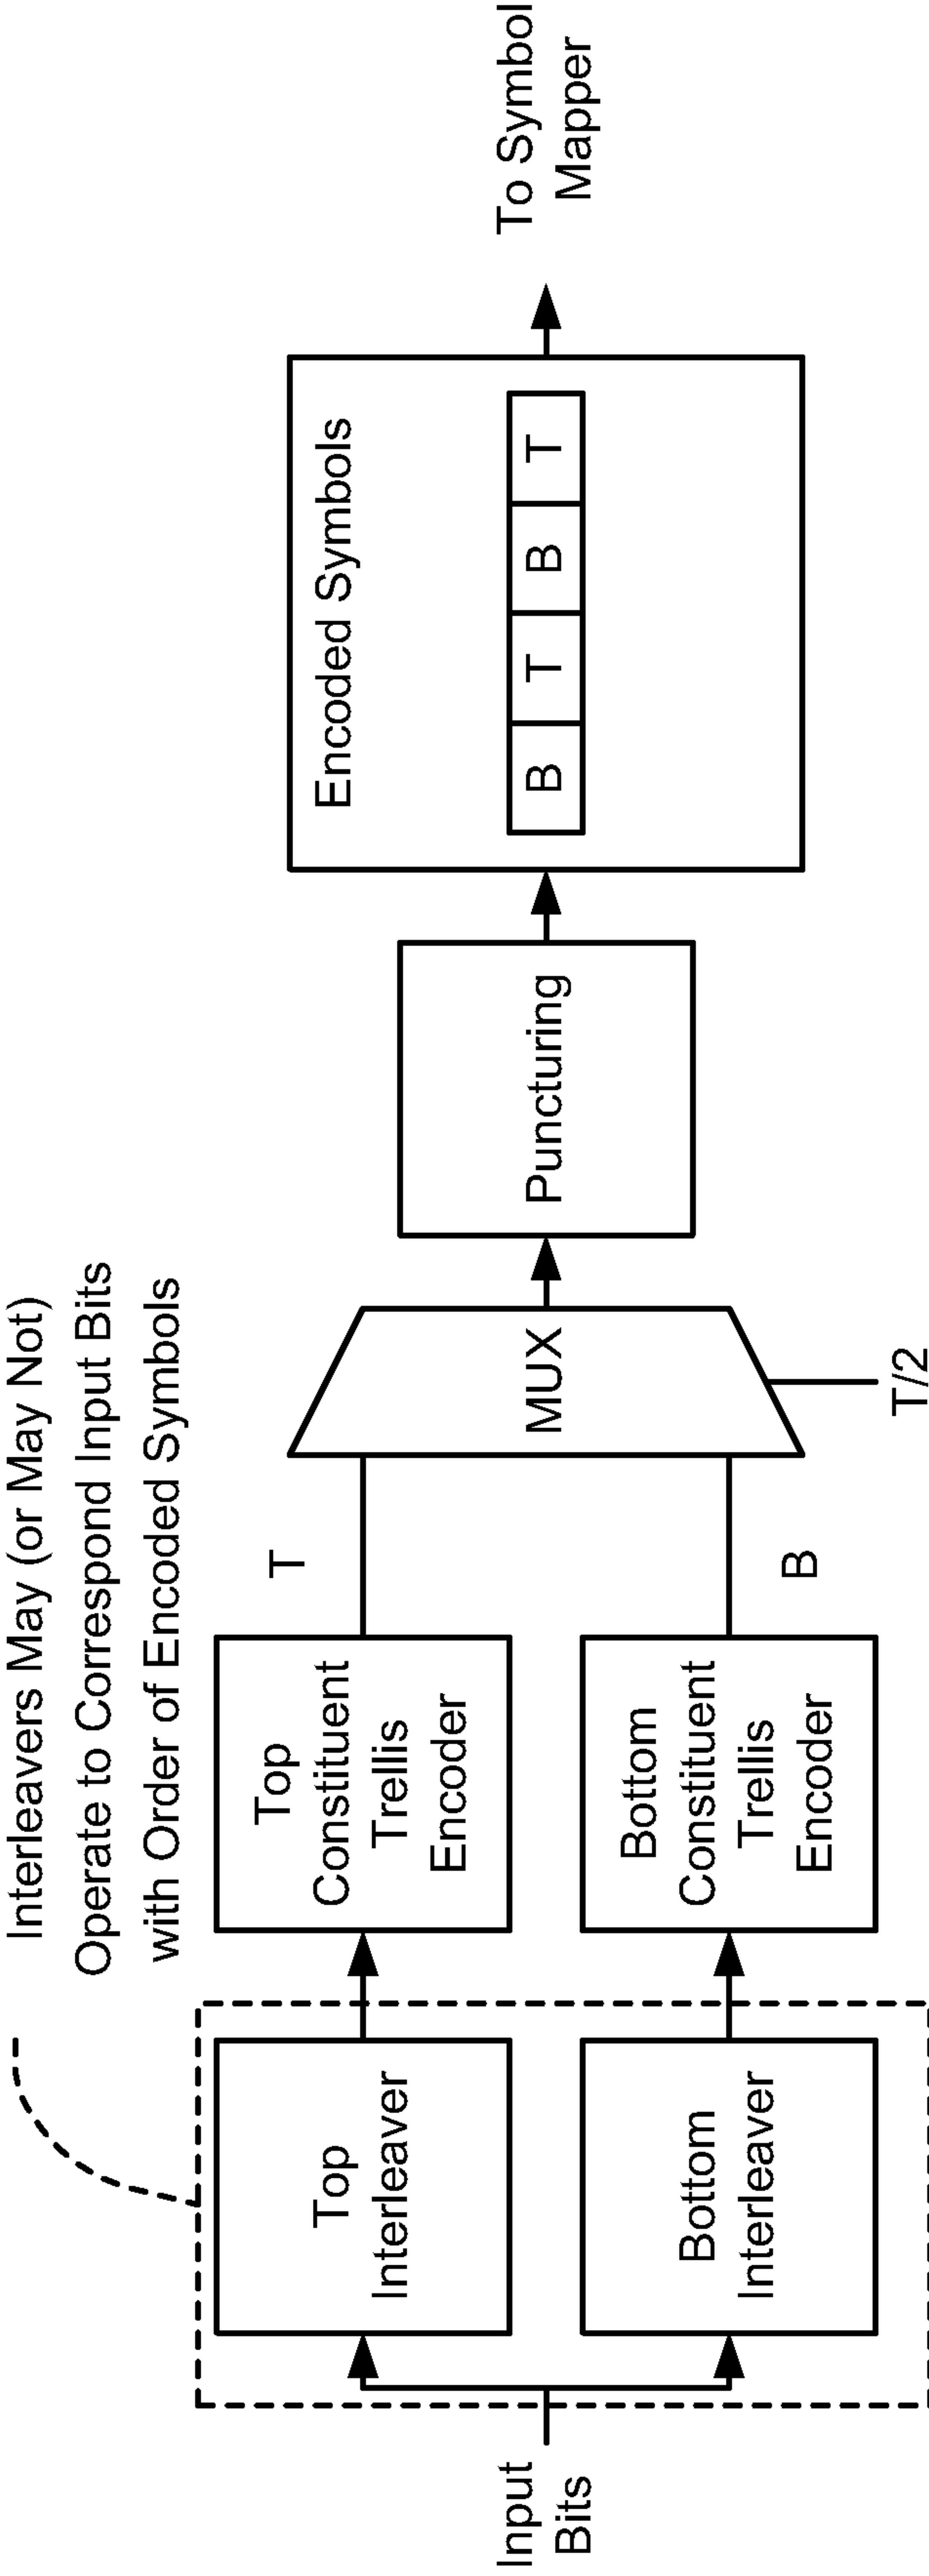 Interleavers May (or May Not)
Operate to Correspond Input Bits
with Order of Encoded Symbols
Input
Bits
Top
Interleaver
Bottom
Interleaver
Top
Constituent
Trellis
Encoder
Bottom
Constituent
Trellis
Encoder
T
B
MUX
T/2
Puncturing
Encoded Symbols
B T B T
To Symbol
Mapper